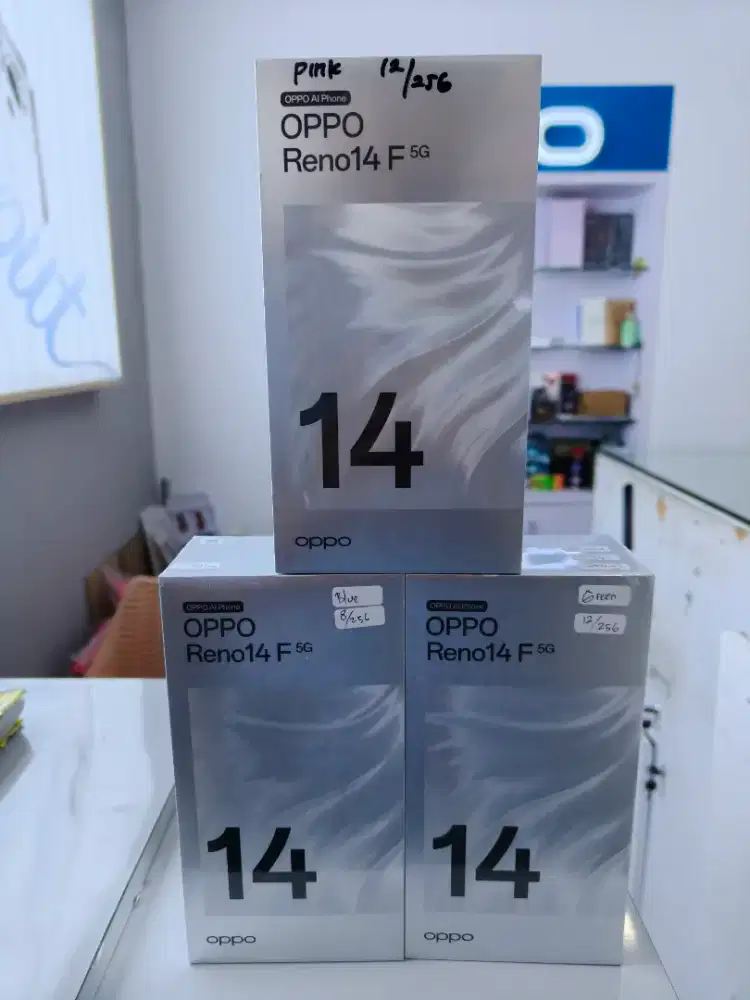 Pink 12/256
OPPO AI Phone
OPPO
Reno14 F 5G
14
oppo
out
OPPO AI Phone
OPPO
Reno14 F 5G
Blue
8/256
14
oppo
OPPO AI Phone
OPPO
Reno14 F 5G
Green
12/256
14
oppo